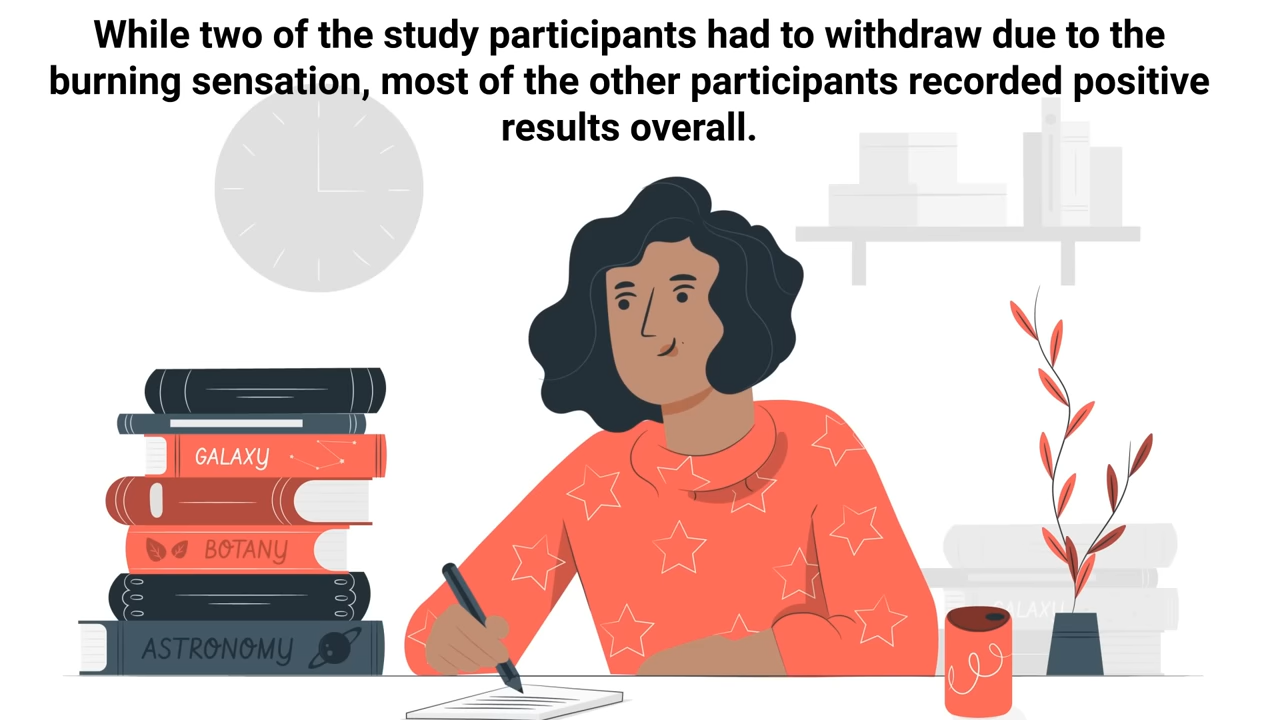 While two of the study participants had to withdraw due to the
burning sensation, most of the other participants recorded positive
results overall.
GALAXY
BOTANY
ASTRONOMY
GALAXY